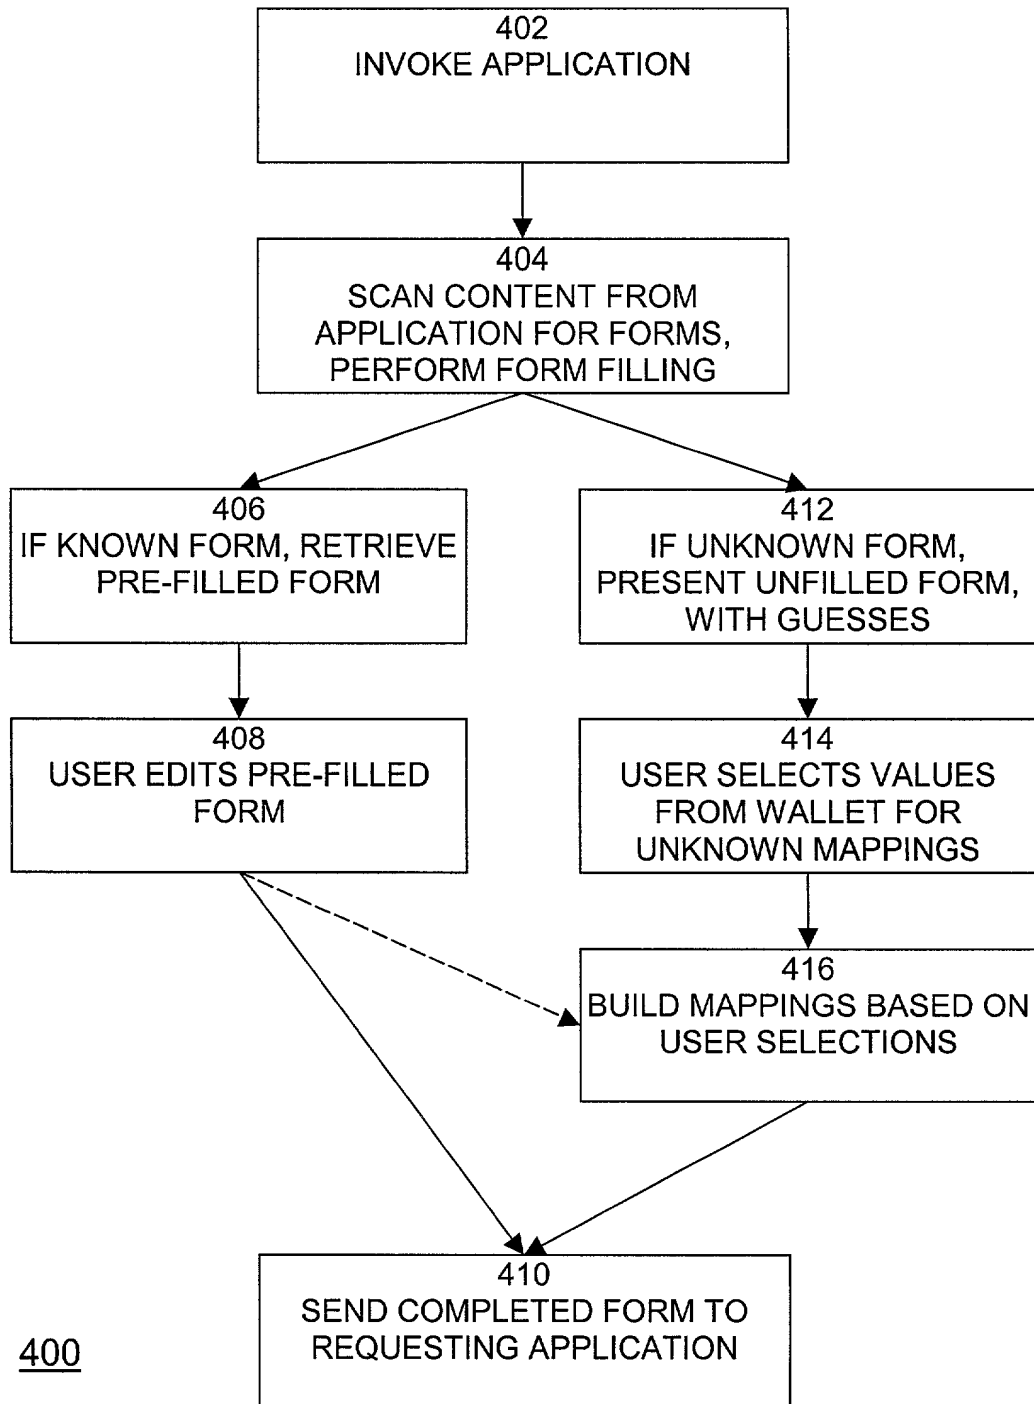 402
INVOKE APPLICATION
404
SCAN CONTENT FROM
APPLICATION FOR FORMS,
PERFORM FORM FILLING
406
IF KNOWN FORM, RETRIEVE
PRE-FILLED FORM
412
IF UNKNOWN FORM,
PRESENT UNFILLED FORM,
WITH GUESSES
408
USER EDITS PRE-FILLED
FORM
414
USER SELECTS VALUES
FROM WALLET FOR
UNKNOWN MAPPINGS
416
BUILD MAPPINGS BASED ON
USER SELECTIONS
410
SEND COMPLETED FORM TO
REQUESTING APPLICATION
400